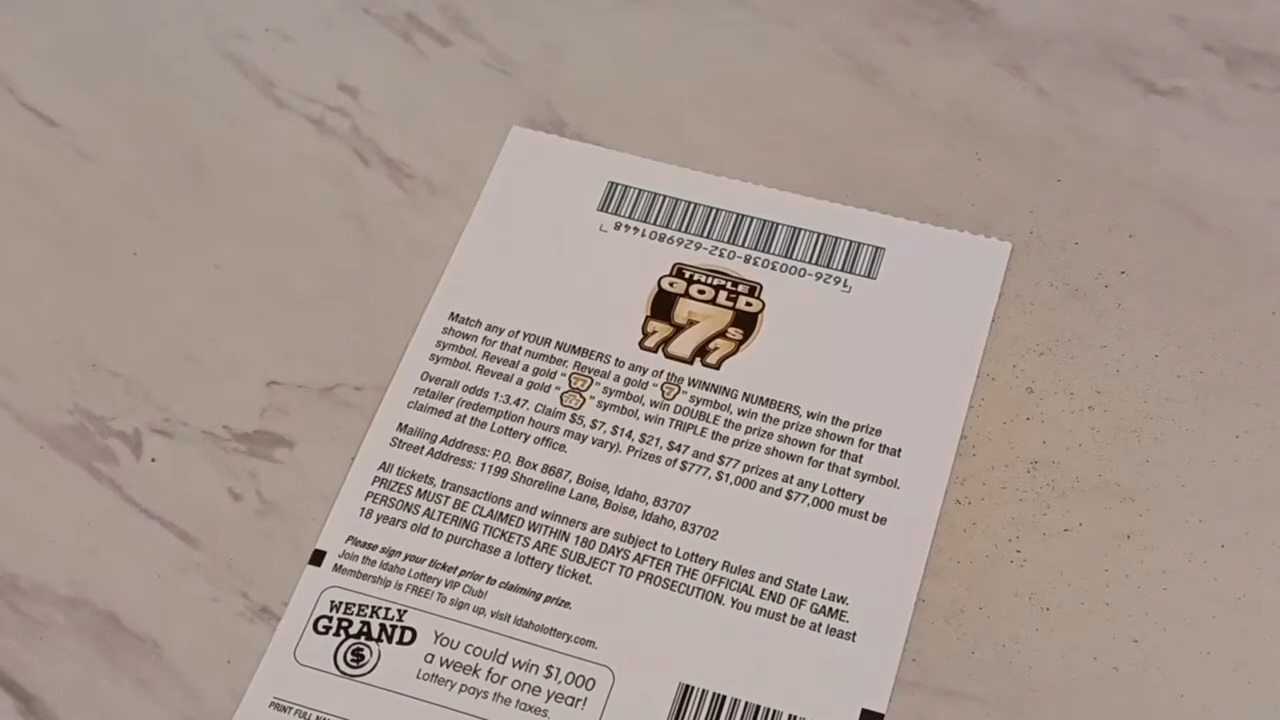 1626-0003038-032-6269801448
TRIPLE
GOLD
7 7 s 7
Match any of YOUR NUMBERS to any of the WINNING NUMBERS, win the prize
shown for that number. Reveal a gold "7" symbol, win the prize shown for that
symbol. Reveal a gold "77" symbol, win DOUBLE the prize shown for that
symbol. Reveal a gold "777" symbol, win TRIPLE the prize shown for that symbol.
Overall odds 1:3.47. Claim $5, $7, $14, $21, $47 and $77 prizes at any Lottery
retailer (redemption hours may vary). Prizes of $777, $1,000 and $77,000 must be
claimed at the Lottery office.
Mailing Address: P.O. Box 8687, Boise, Idaho, 83707
Street Address: 1199 Shoreline Lane, Boise, Idaho, 83702
All tickets, transactions and winners are subject to Lottery Rules and State Law.
PRIZES MUST BE CLAIMED WITHIN 180 DAYS AFTER THE OFFICIAL END OF GAME.
PERSONS ALTERING TICKETS ARE SUBJECT TO PROSECUTION. You must be at least
18 years old to purchase a lottery ticket.
Please sign your ticket prior to claiming prize.
Join the Idaho Lottery VIP Club!
Membership is FREE! To sign up, visit idaholottery.com.
WEEKLY
GRAND
$
You could win $1,000
a week for one year!
Lottery pays the taxes.
PRINT FULL